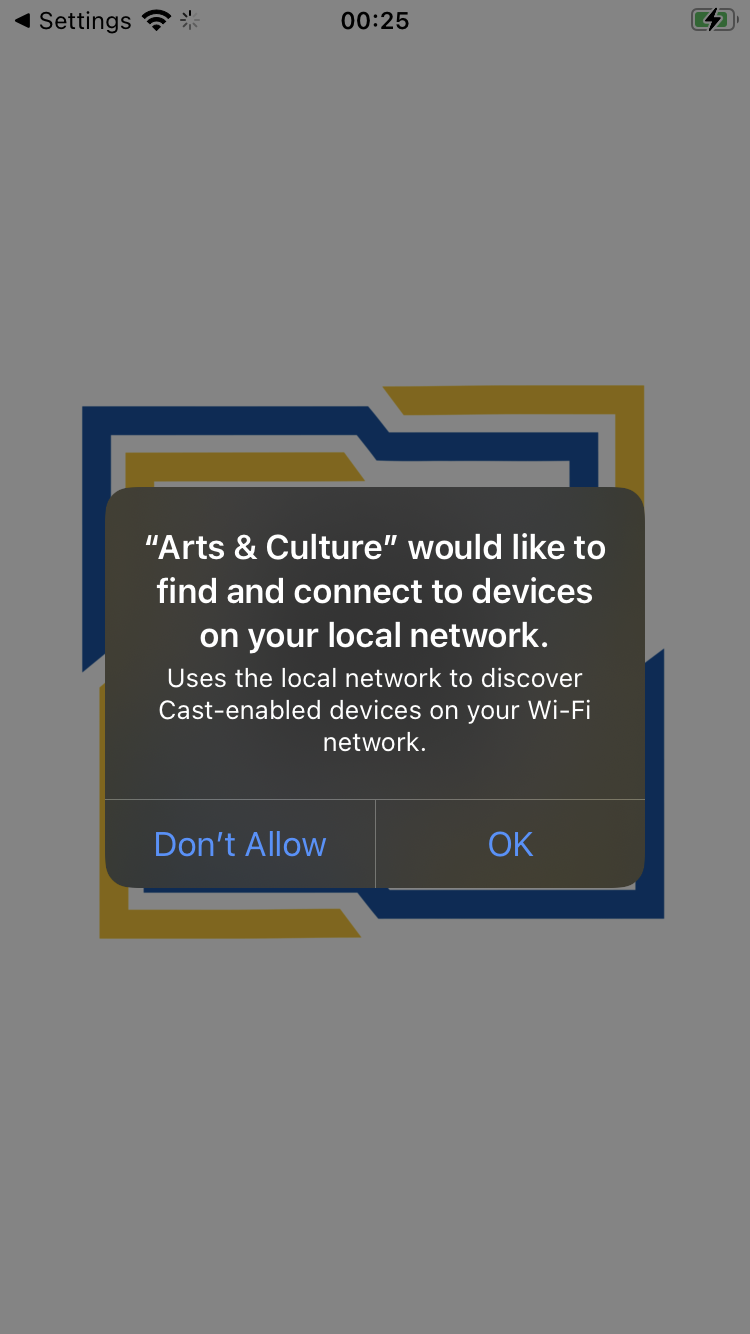 Settings
00:25
“Arts & Culture” would like to
find and connect to devices
on your local network.
Uses the local network to discover
Cast-enabled devices on your Wi-Fi
network.
Don’t Allow
OK